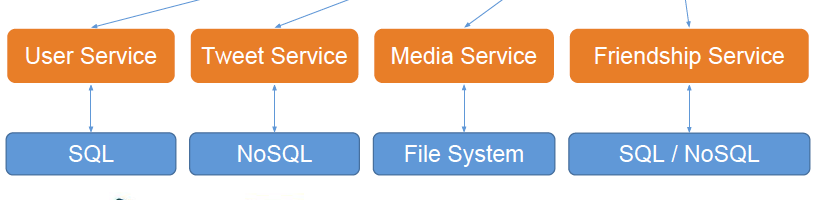 User Service
Tweet Service
Media Service
Friendship Service
SQL
NoSQL
File System
SQL / NoSQL